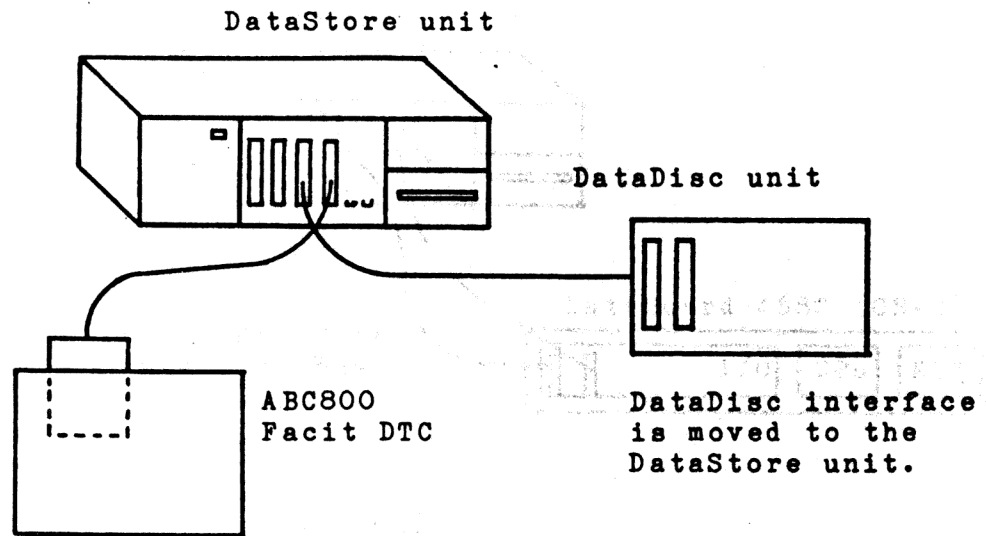 DataStore unit
DataDisc unit
ABC800
Facit DTC
DataDisc interface
is moved to the
DataStore unit.